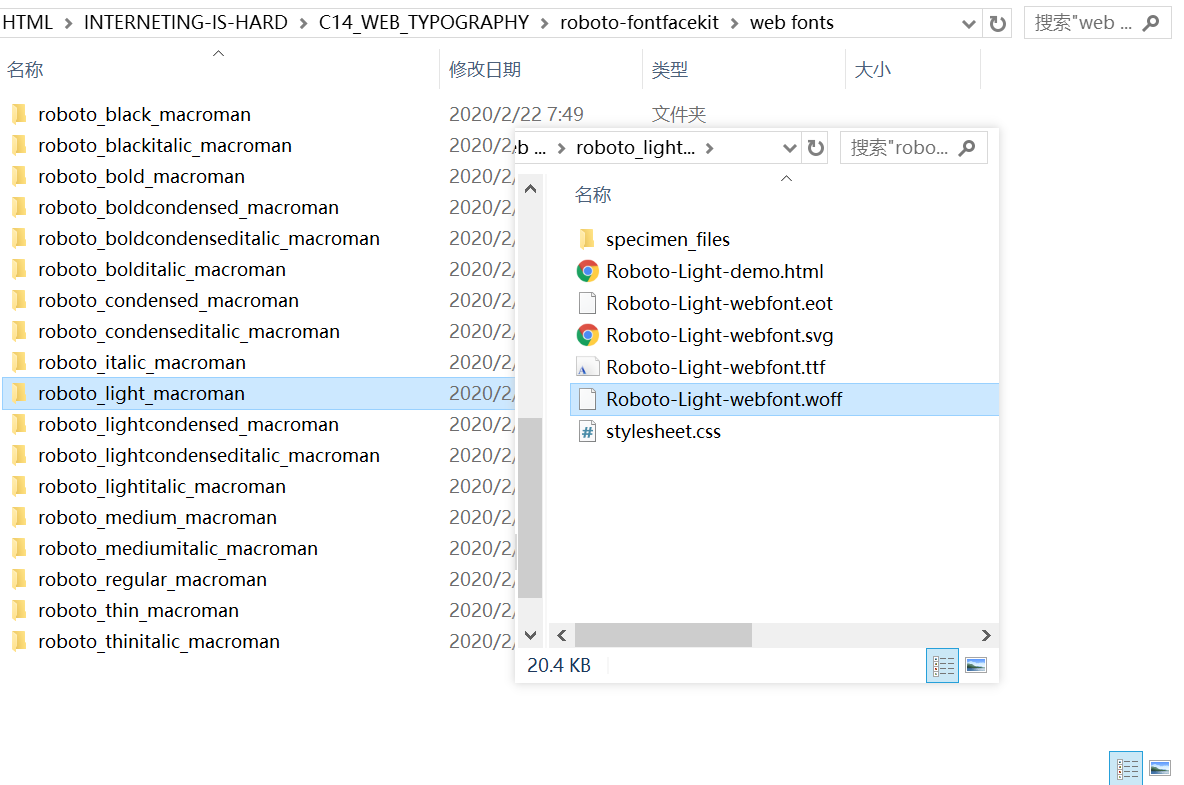 HTML > INTERNETING-IS-HARD > C14_WEB_TYPOGRAPHY > roboto-fontfacekit > web fonts
搜索"web ...
名称 修改日期 类型 大小
roboto_black_macroman 2020/2/22 7:49 文件夹
roboto_blackitalic_macroman 2020/2/
roboto_bold_macroman 2020/2/
roboto_boldcondensed_macroman 2020/2/
roboto_boldcondenseditalic_macroman 2020/2/
roboto_bolditalic_macroman 2020/2/
roboto_condensed_macroman 2020/2/
roboto_condenseditalic_macroman 2020/2/
roboto_italic_macroman 2020/2/
roboto_light_macroman 2020/2/
roboto_lightcondensed_macroman 2020/2/
roboto_lightcondenseditalic_macroman 2020/2/
roboto_lightitalic_macroman 2020/2/
roboto_medium_macroman 2020/2/
roboto_mediumitalic_macroman 2020/2/
roboto_regular_macroman 2020/2/
roboto_thin_macroman 2020/2/
roboto_thinitalic_macroman 2020/2/
eb ... > roboto_light... >
搜索"robo...
名称
specimen_files
Roboto-Light-demo.html
Roboto-Light-webfont.eot
Roboto-Light-webfont.svg
Roboto-Light-webfont.ttf
Roboto-Light-webfont.woff
stylesheet.css
20.4 KB